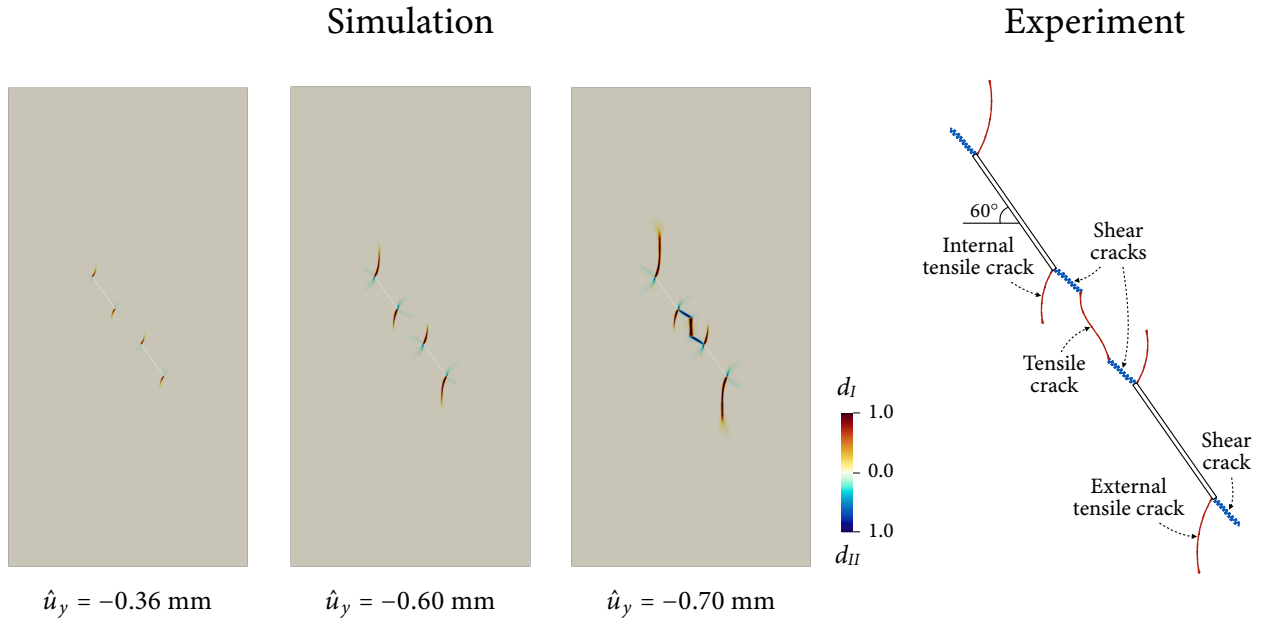 Simulation
Experiment
60°
Internal
tensile crack
Shear
cracks
Tensile
crack
d_I
1.0
0.0
1.0
d_II
Shear
crack
External
tensile crack
û_y = −0.36 mm
û_y = −0.60 mm
û_y = −0.70 mm